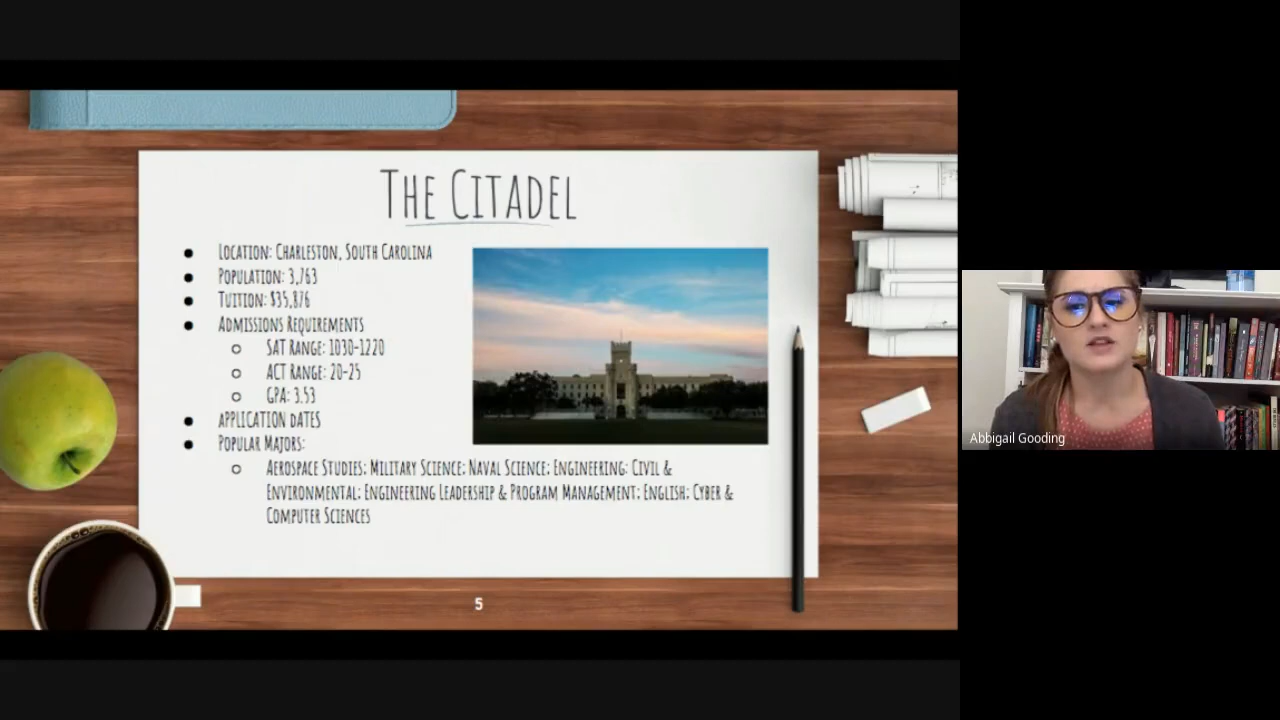 The Citadel
Location: Charleston, South Carolina
Population: 3,763
Tuition: $35,876
Admissions Requirements
SAT Range: 1030-1220
ACT Range: 20-25
GPA: 3.53
APPLICATION DATES
Popular Majors:
Aerospace Studies; Military Science; Naval Science; Engineering: Civil &
Environmental; Engineering Leadership & Program Management; English; Cyber &
Computer Sciences
5
Abbigail Gooding